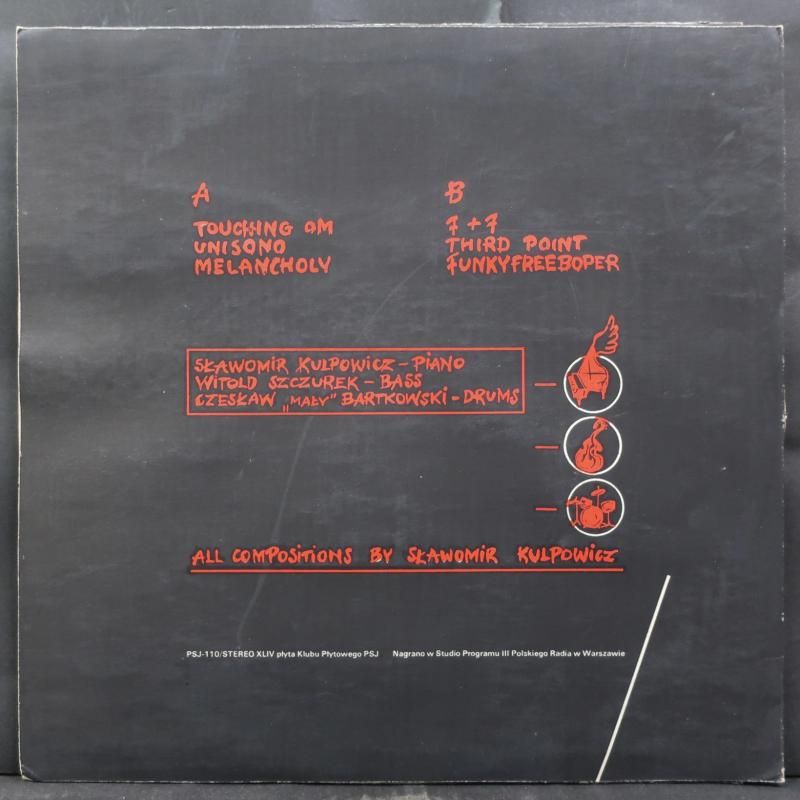 A
TOUCHING OM
UNISONO
MELANCHOLY
B
7 + 7
THIRD POINT
FUNKYFREEBOPER
SŁAWOMIR KULPOWICZ – PIANO
WITOLD SZCZUREK – BASS
CZESŁAW „MAŁY” BARTKOWSKI – DRUMS
ALL COMPOSITIONS BY SŁAWOMIR KULPOWICZ
PSJ-110/STEREO XLIV płyta Klubu Płytowego PSJ Nagrano w Studio Programu III Polskiego Radia w Warszawie